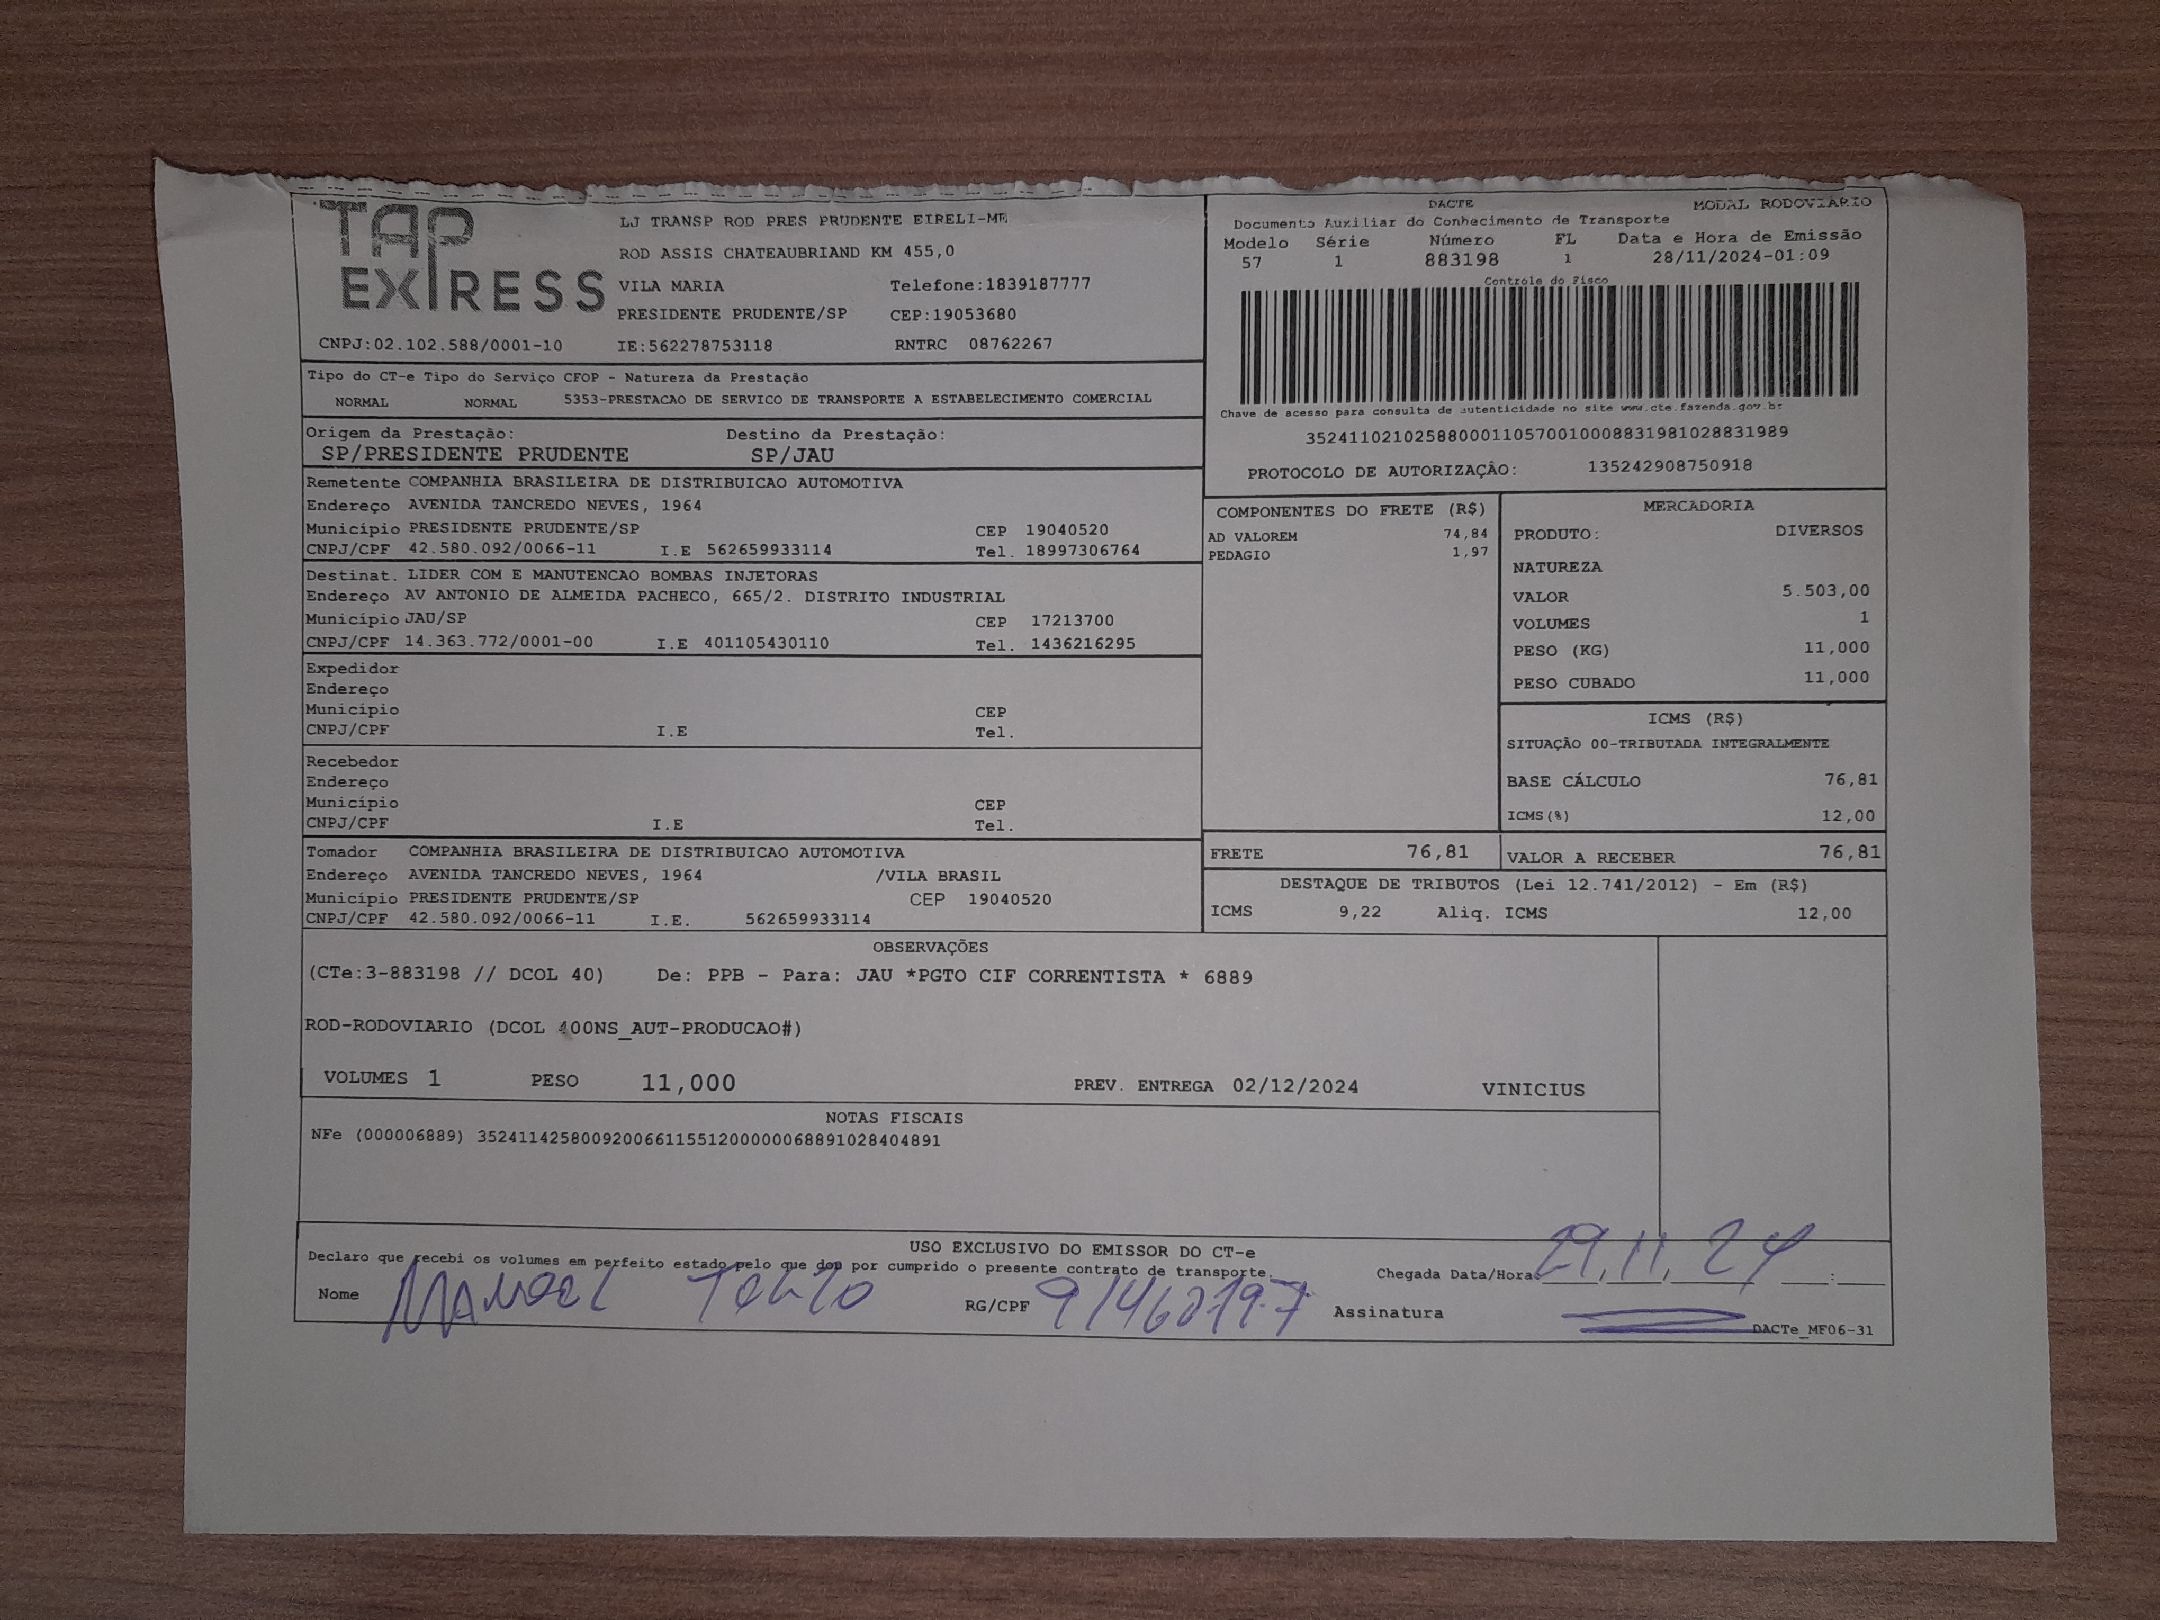 TAP EXPRESS
LJ TRANSP ROD PRES PRUDENTE EIRELI-ME
ROD ASSIS CHATEAUBRIAND KM 455,0
VILA MARIA Telefone:1839187777
PRESIDENTE PRUDENTE/SP CEP:19053680
CNPJ:02.102.588/0001-10 IE:562278753118 RNTRC 08762267
DACTE MODAL RODOVIÁRIO
Documento Auxiliar do Conhecimento de Transporte
Modelo Série Número FL Data e Hora de Emissão
57 1 883198 1 28/11/2024-01:09
Controle do Fisco
Chave de acesso para consulta de autenticidade no site www.cte.fazenda.gov.br
35241102102588000110570010008831981028831989
PROTOCOLO DE AUTORIZAÇÃO: 135242908750918
Tipo do CT-e Tipo do Serviço CFOP - Natureza da Prestação
NORMAL NORMAL 5353-PRESTACAO DE SERVICO DE TRANSPORTE A ESTABELECIMENTO COMERCIAL
Origem da Prestação: Destino da Prestação:
SP/PRESIDENTE PRUDENTE SP/JAU
Remetente COMPANHIA BRASILEIRA DE DISTRIBUICAO AUTOMOTIVA
Endereço AVENIDA TANCREDO NEVES, 1964
Município PRESIDENTE PRUDENTE/SP CEP 19040520
CNPJ/CPF 42.580.092/0066-11 I.E 562659933114 Tel. 18997306764
Destinat. LIDER COM E MANUTENCAO BOMBAS INJETORAS
Endereço AV ANTONIO DE ALMEIDA PACHECO, 665/2. DISTRITO INDUSTRIAL
Município JAU/SP CEP 17213700
CNPJ/CPF 14.363.772/0001-00 I.E 401105430110 Tel. 1436216295
Expedidor
Endereço
Município CEP
CNPJ/CPF I.E Tel.
Recebedor
Endereço
Município CEP
CNPJ/CPF I.E Tel.
Tomador COMPANHIA BRASILEIRA DE DISTRIBUICAO AUTOMOTIVA
Endereço AVENIDA TANCREDO NEVES, 1964 /VILA BRASIL
Município PRESIDENTE PRUDENTE/SP CEP 19040520
CNPJ/CPF 42.580.092/0066-11 I.E. 562659933114
COMPONENTES DO FRETE (R$)
AD VALOREM 74,84
PEDAGIO 1,97
MERCADORIA
PRODUTO: DIVERSOS
NATUREZA
VALOR 5.503,00
VOLUMES 1
PESO (KG) 11,000
PESO CUBADO 11,000
ICMS (R$)
SITUAÇÃO 00-TRIBUTADA INTEGRALMENTE
BASE CÁLCULO 76,81
ICMS(%) 12,00
FRETE 76,81 VALOR A RECEBER 76,81
DESTAQUE DE TRIBUTOS (Lei 12.741/2012) - Em (R$)
ICMS 9,22 Aliq. ICMS 12,00
OBSERVAÇÕES
(CTe:3-883198 // DCOL 40) De: PPB - Para: JAU *PGTO CIF CORRENTISTA * 6889
ROD-RODOVIARIO (DCOL 400NS_AUT-PRODUCAO#)
VOLUMES 1 PESO 11,000 PREV. ENTREGA 02/12/2024 VINICIUS
NOTAS FISCAIS
NFe (000006889) 35241142580092006611551200000068891028404891
USO EXCLUSIVO DO EMISSOR DO CT-e
Declaro que recebi os volumes em perfeito estado pelo que dou por cumprido o presente contrato de transporte.
Chegada Data/Hora: 29.11.24 __:__
Nome MANOEL RG/CPF Assinatura
DACTe_MF06-31